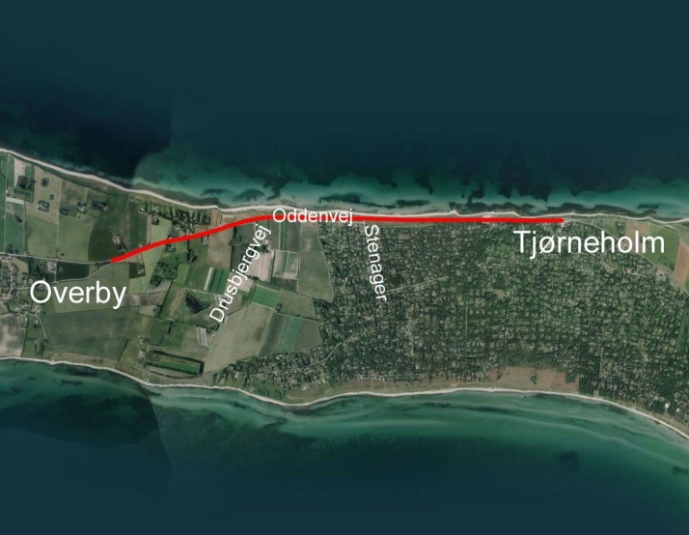 Oddenvej
Drusbjergvej
Stenager
Tjørneholm
Overby